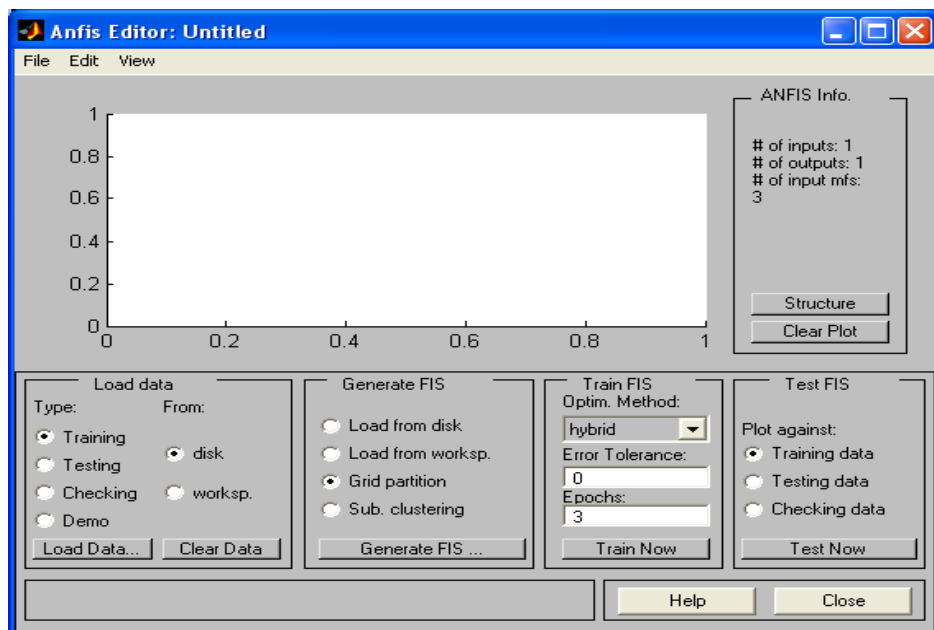 Anfis Editor: Untitled
File Edit View
1
0.8
0.6
0.4
0.2
0
0 0.2 0.4 0.6 0.8 1
ANFIS Info.
# of inputs: 1
# of outputs: 1
# of input mfs:
3
Structure
Clear Plot
Load data
Type: From:
Training
disk
Testing
Checking
worksp.
Demo
Load Data... Clear Data
Generate FIS
Load from disk
Load from worksp.
Grid partition
Sub. clustering
Generate FIS ...
Train FIS
Optim. Method:
hybrid
Error Tolerance:
0
Epochs:
3
Train Now
Test FIS
Plot against:
Training data
Testing data
Checking data
Test Now
Help Close